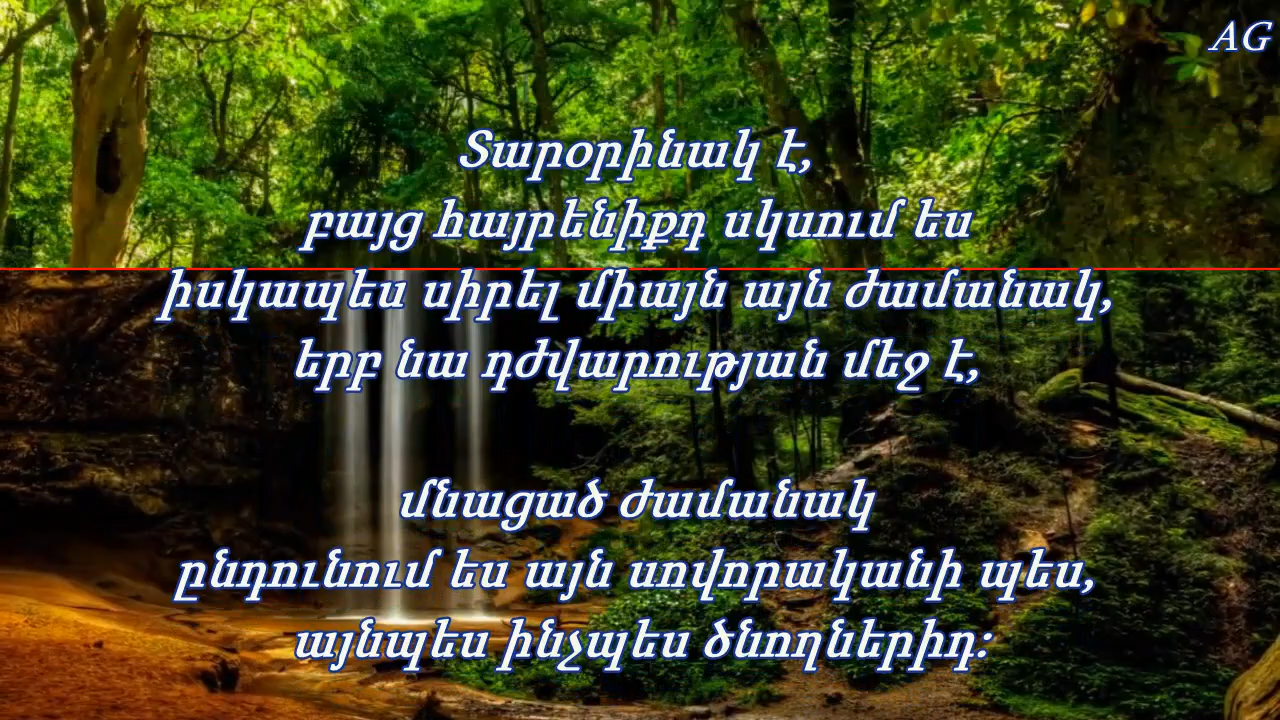 AG
Տարօրինակ է,
բայց հայրենիքդ սկսում ես
իսկապես սիրել միայն այն ժամանակ,
երբ նա դժվարության մեջ է,
մնացած ժամանակ
ընդունում ես այն սովորականի պես,
այնպես ինչպես ծնողներիդ: